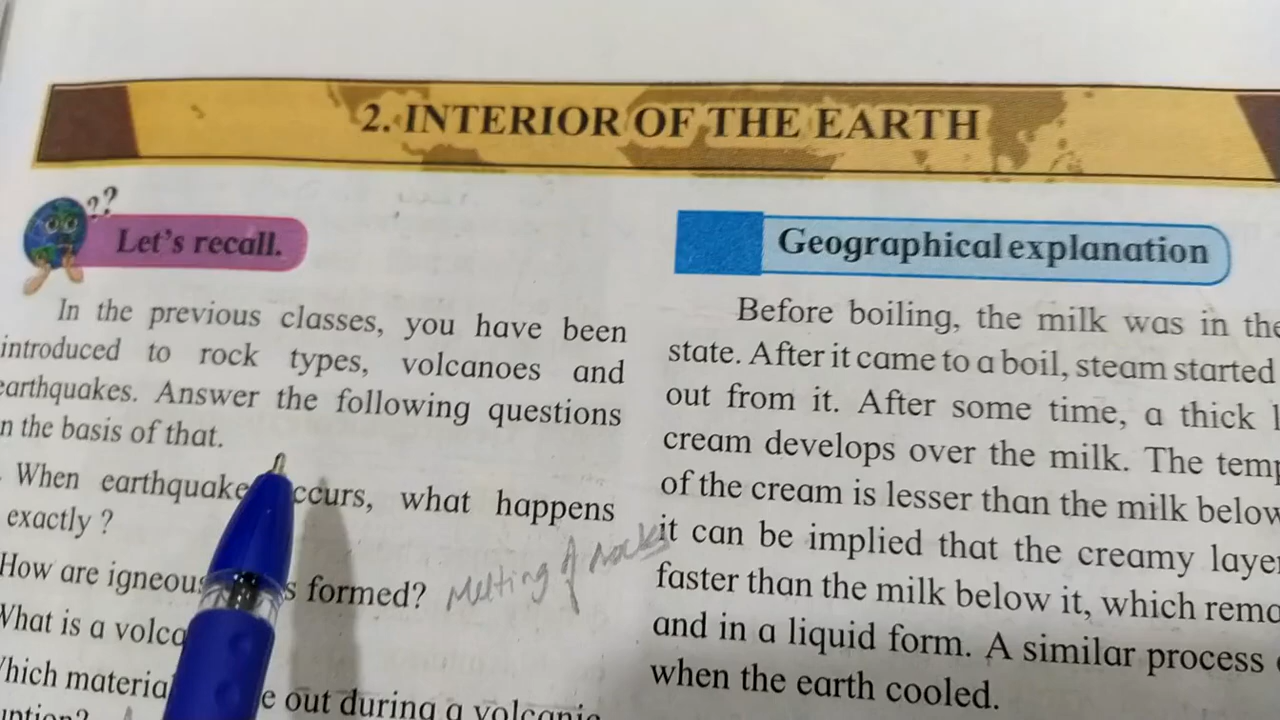 2. INTERIOR OF THE EARTH
??
Let's recall.
In the previous classes, you have been
introduced to rock types, volcanoes and
earthquakes. Answer the following questions
n the basis of that.
When earthquake ccurs, what happens
exactly ?
How are igneou s formed? Melting of rocks
What is a volca
hich materia e out during a volcanic
uption?
Geographical explanation
Before boiling, the milk was in the
state. After it came to a boil, steam started
out from it. After some time, a thick l
cream develops over the milk. The temp
of the cream is lesser than the milk below
it can be implied that the creamy laye
faster than the milk below it, which rema
and in a liquid form. A similar process
when the earth cooled.